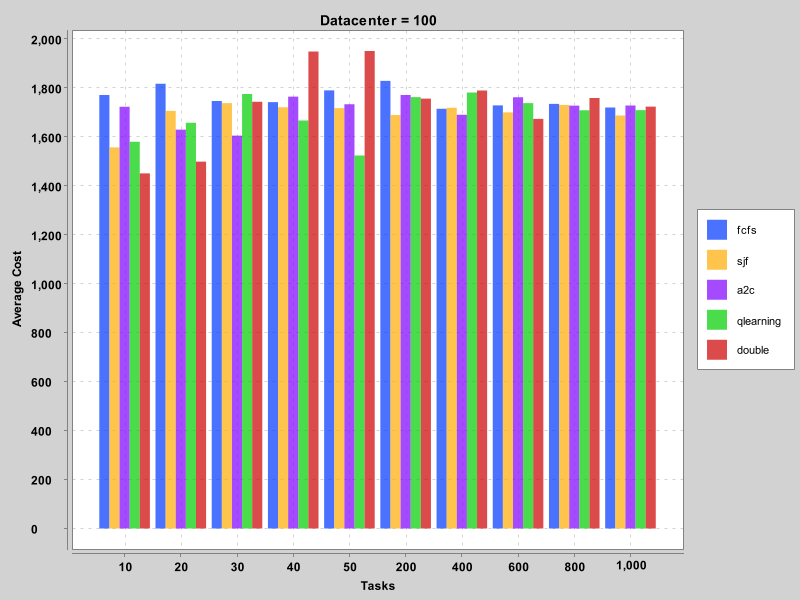 Datacenter = 100
Average Cost
2,000
1,800
1,600
1,400
1,200
1,000
800
600
400
200
0
10 20 30 40 50 200 400 600 800 1,000
Tasks
fcfs
sjf
a2c
qlearning
double